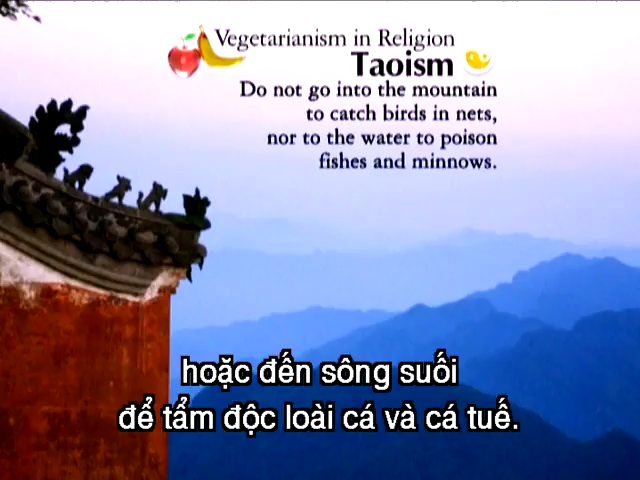 Vegetarianism in Religion
Taoism
Do not go into the mountain
to catch birds in nets,
nor to the water to poison
fishes and minnows.
hoặc đến sông suối
để tẩm độc loài cá và cá tuế.